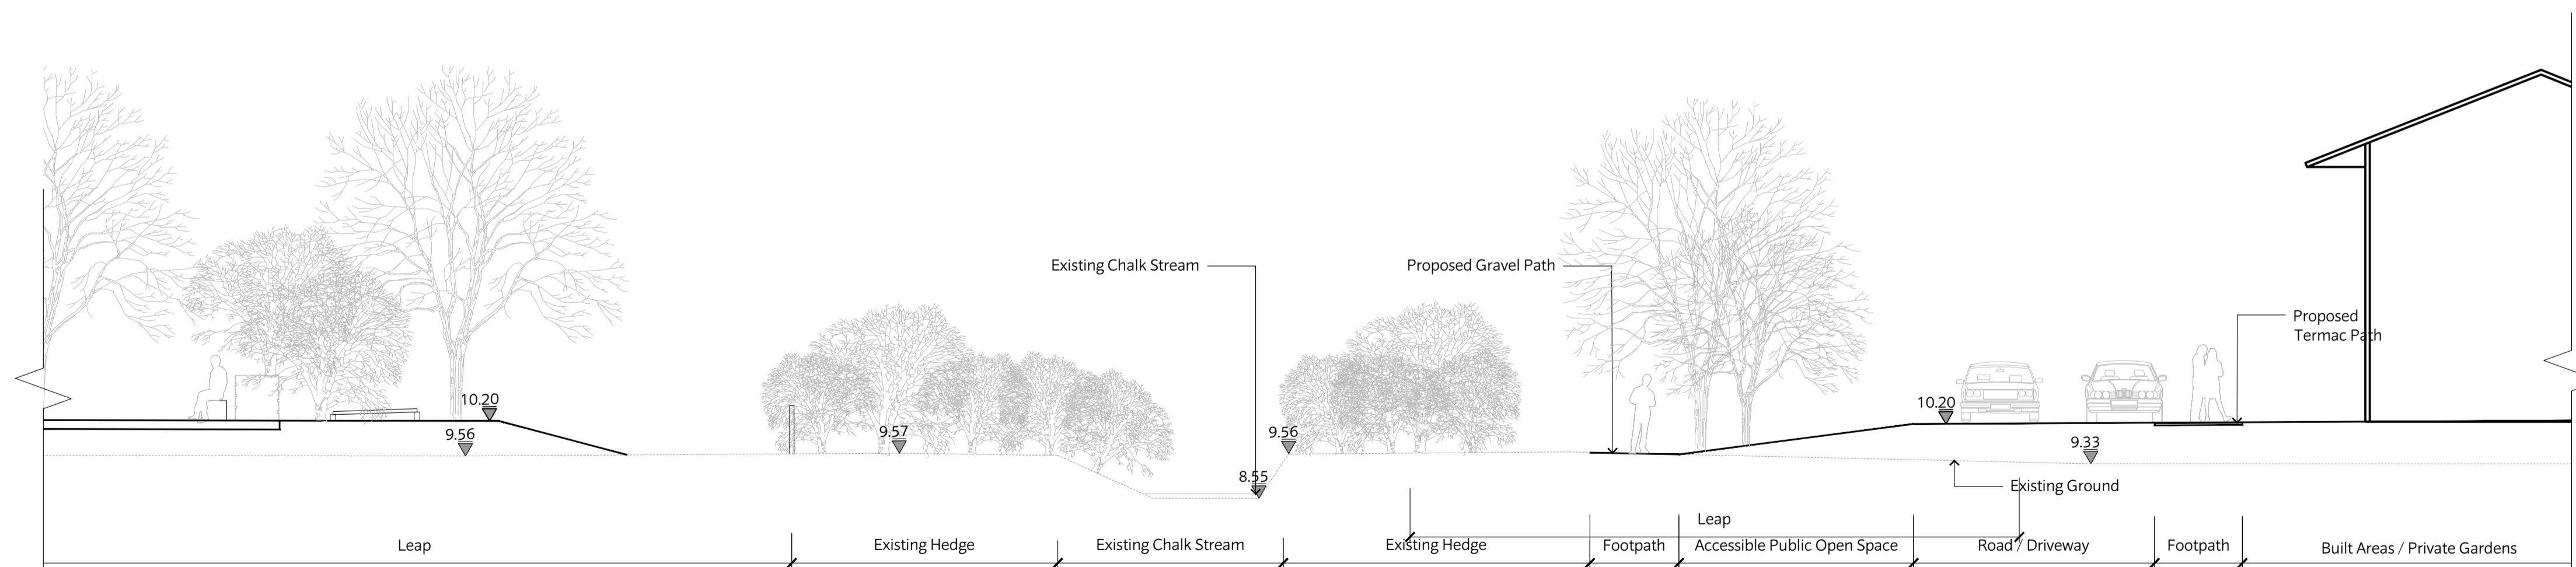 Existing Chalk Stream
Proposed Gravel Path
Proposed
Termac Path
10.20
9.56
9.57
8.55
9.56
10.20
9.33
Existing Ground
Leap
Leap
Existing Hedge
Existing Chalk Stream
Existing Hedge
Footpath
Accessible Public Open Space
Road / Driveway
Footpath
Built Areas / Private Gardens